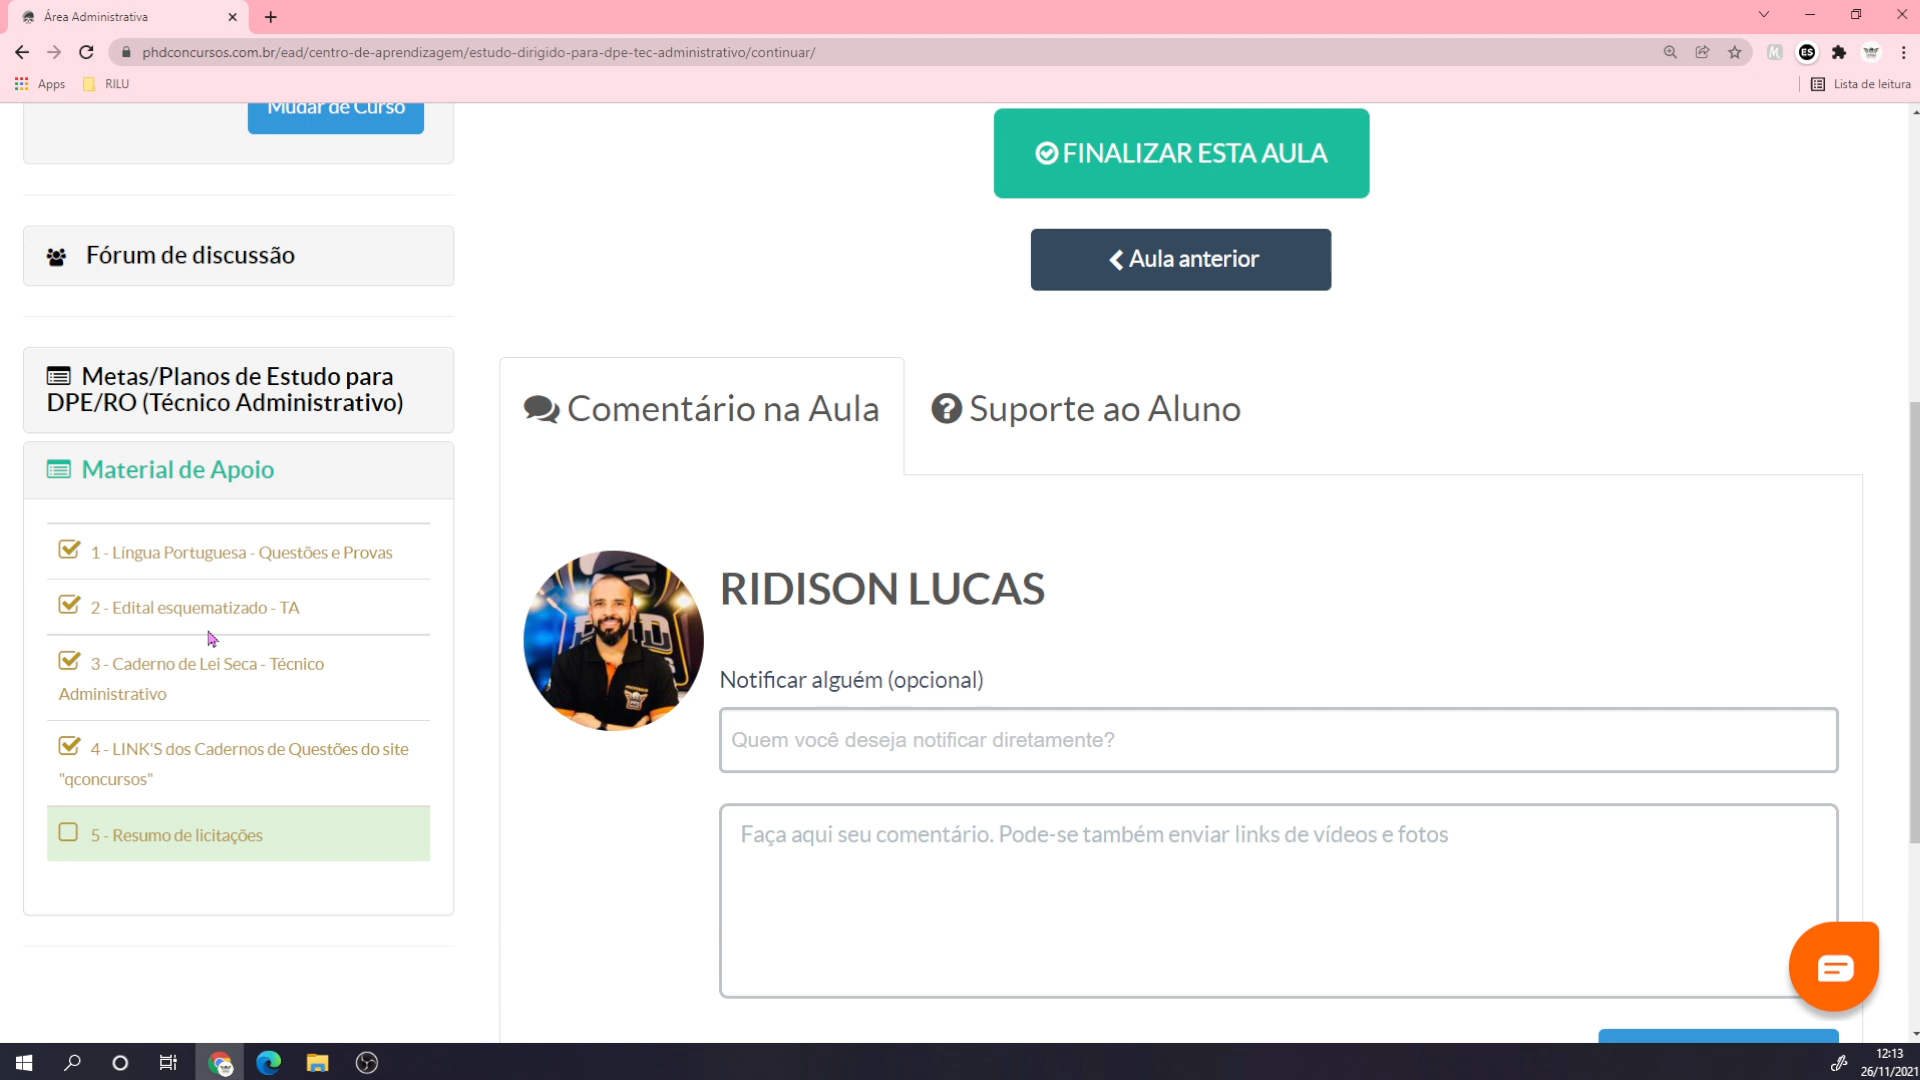 Área Administrativa
phdconcursos.com.br/ead/centro-de-aprendizagem/estudo-dirigido-para-dpe-tec-administrativo/continuar/
ES
Apps
RILU
Lista de leitura
Mudar de Curso
FINALIZAR ESTA AULA
Fórum de discussão
Aula anterior
Metas/Planos de Estudo para
DPE/RO (Técnico Administrativo)
Comentário na Aula
Suporte ao Aluno
Material de Apoio
1 - Língua Portuguesa - Questões e Provas
2 - Edital esquematizado - TA
3 - Caderno de Lei Seca - Técnico
Administrativo
4 - LINK'S dos Cadernos de Questões do site
"qconcursos"
5 - Resumo de licitações
RIDISON LUCAS
Notificar alguém (opcional)
Quem você deseja notificar diretamente?
Faça aqui seu comentário. Pode-se também enviar links de vídeos e fotos
12:13
26/11/2021